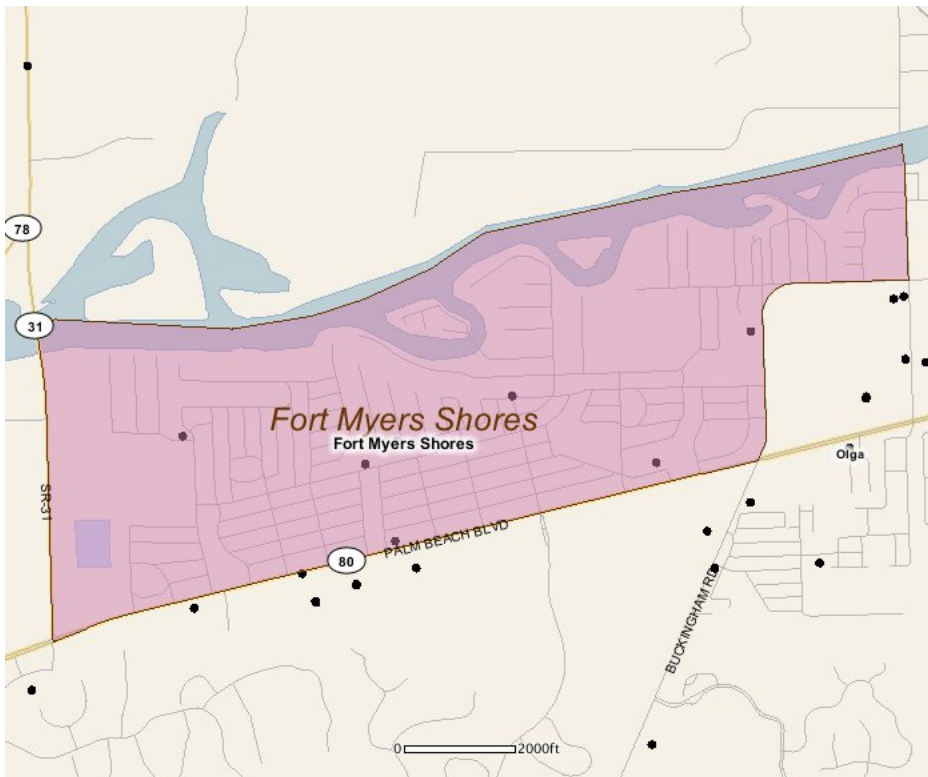 78
31
Fort Myers Shores
Fort Myers Shores
Olga
SR-31
PALM BEACH BLVD
80
BUCKINGHAM RD
0 2000ft